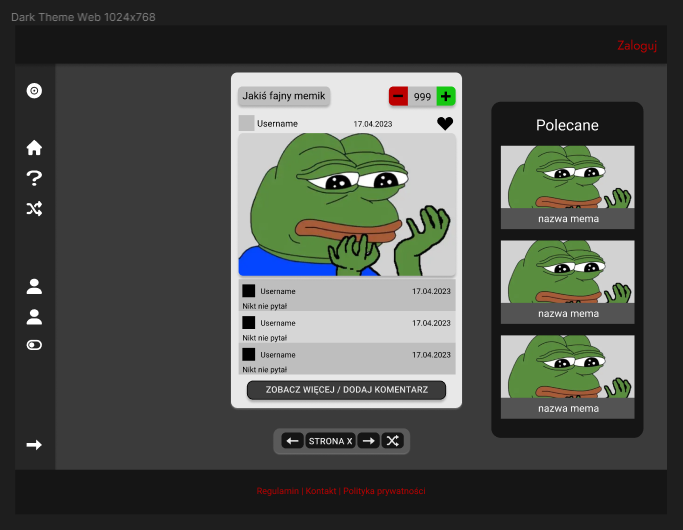 Dark Theme Web 1024x768
Zaloguj
Jakiś fajny memik
999
Username 17.04.2023
Username 17.04.2023
Nikt nie pytał
Username 17.04.2023
Nikt nie pytał
Username 17.04.2023
Nikt nie pytał
ZOBACZ WIĘCEJ / DODAJ KOMENTARZ
STRONA X
Polecane
nazwa mema
nazwa mema
nazwa mema
Regulamin | Kontakt | Polityka prywatności